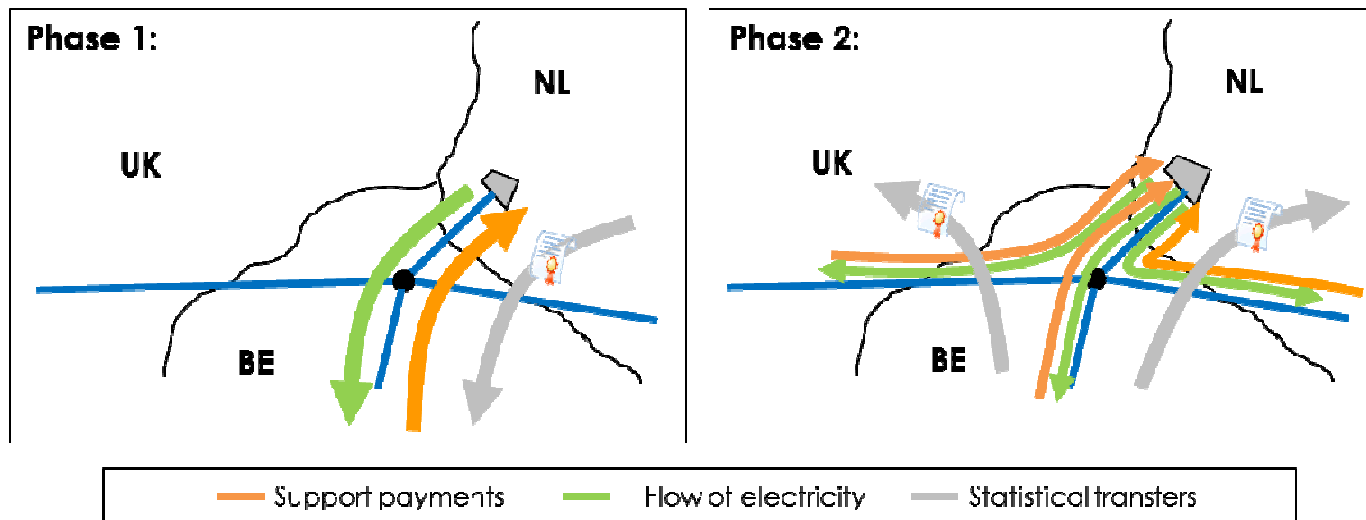 Phase 1:
NL
UK
BE
Phase 2:
NL
UK
BE
Support payments
Flow of electricity
Statistical transfers